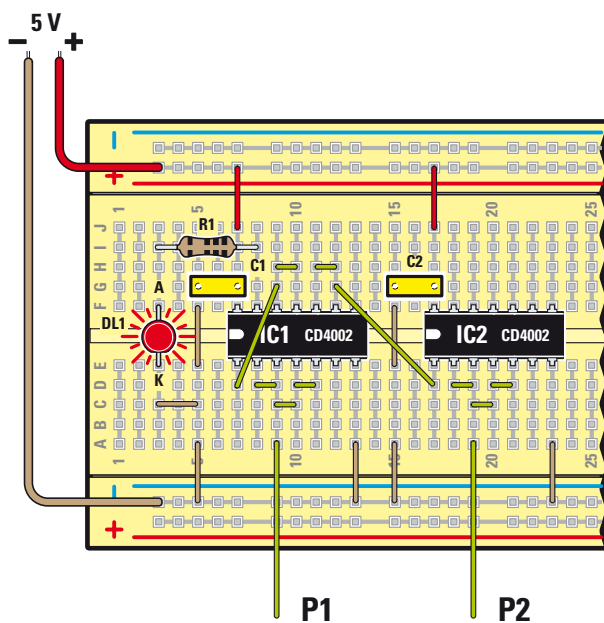 − 5 V +
−
+
1 5 10 15 20 25
J
I
H
G
F
R1
C1
C2
A
DL1
K
IC1 CD4002
IC2 CD4002
E
D
C
B
A
1 5 10 15 20 25
−
+
P1
P2